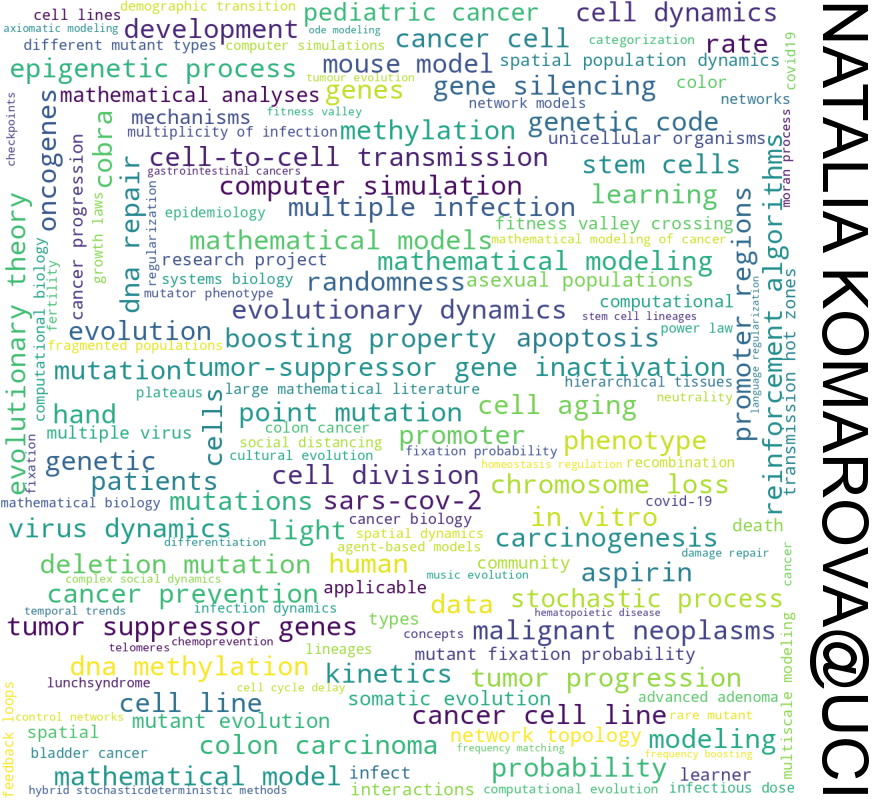 demographic transition
cell lines
pediatric cancer
cell dynamics
axiomatic modeling
development
ode modeling
cancer cell
categorization
rate
different mutant types
computer simulations
epigenetic process
mouse model
spatial population dynamics
covid19
tumour evolution
mathematical analyses
genes
gene silencing
color
network models
networks
checkpoints
oncogenes
mechanisms
fitness valley
genetic code
multiplicity of infection
methylation
unicellular organisms
moran process
cobra
cell-to-cell transmission
stem cells
gastrointestinal cancers
computer simulation
learning
cancer progression
growth laws
dna repair
regularization
epidemiology
multiple infection
fitness valley crossing
mathematical models
mathematical modeling of cancer
research project
mathematical modeling
systems biology
randomness
asexual populations
mutator phenotype
evolutionary dynamics
computational
stem cell lineages
evolutionary theory
computational biology
fertility
evolution
boosting property
apoptosis
power law
fragmented populations
promoter regions
language regularization
reinforcement algorithms
transmission hot zones
mutation
tumor-suppressor gene inactivation
hierarchical tissues
plateaus
large mathematical literature
neutrality
hand
cells
point mutation
cell aging
multiple virus
colon cancer
social distancing
promoter
phenotype
fixation
cultural evolution
fixation probability
genetic
homeostasis regulation
recombination
patients
cell division
chromosome loss
mathematical biology
mutations
sars-cov-2
covid-19
cancer biology
in vitro
virus dynamics
light
spatial dynamics
death
differentiation
agent-based models
carcinogenesis
damage repair
cancer
deletion mutation
human
community
complex social dynamics
music evolution
aspirin
cancer prevention
applicable
data
stochastic process
temporal trends
infection dynamics
types
hematopoietic disease
tumor suppressor genes
concepts
malignant neoplasms
telomeres
chemoprevention
lineages
mutant fixation probability
dna methylation
kinetics
tumor progression
multiscale modeling
lunchsyndrome
cell cycle delay
feedback loops
cell line
somatic evolution
advanced adenoma
control networks
mutant evolution
cancer cell line
rare mutant
spatial
colon carcinoma
network topology
modeling
bladder cancer
frequency matching
frequency boosting
mathematical model
infect
probability
learner
hybrid stochasticdeterministic methods
interactions
computational evolution
infectious dose
NATALIA KOMAROVA@UCI